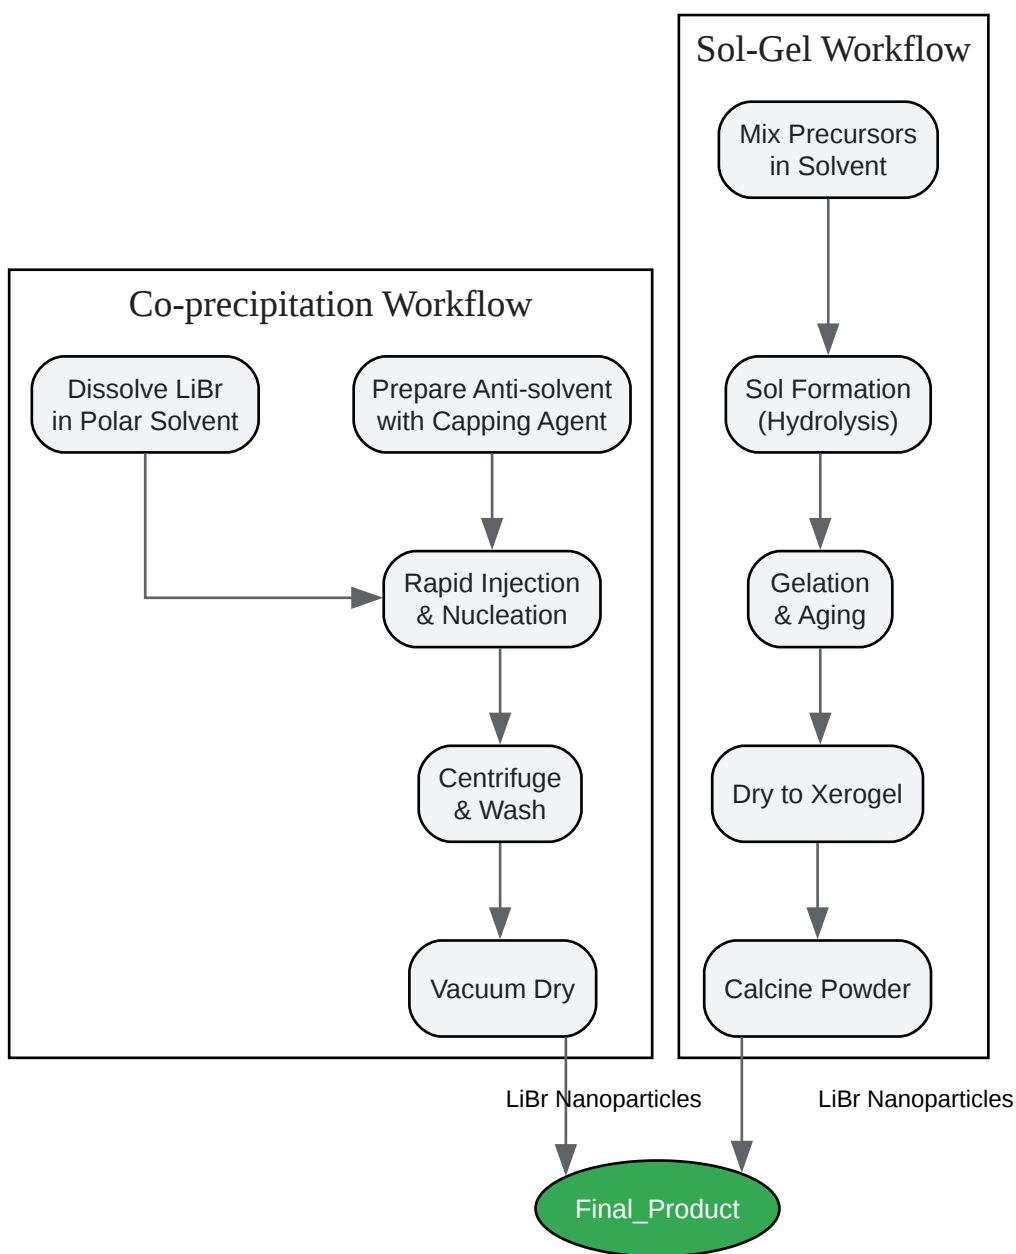 Sol-Gel Workflow
Mix Precursors
in Solvent
Co-precipitation Workflow
Dissolve LiBr
in Polar Solvent
Prepare Anti-solvent
with Capping Agent
Sol Formation
(Hydrolysis)
Rapid Injection
& Nucleation
Gelation
& Aging
Centrifuge
& Wash
Dry to Xerogel
Vacuum Dry
Calcine Powder
LiBr Nanoparticles
LiBr Nanoparticles
Final_Product